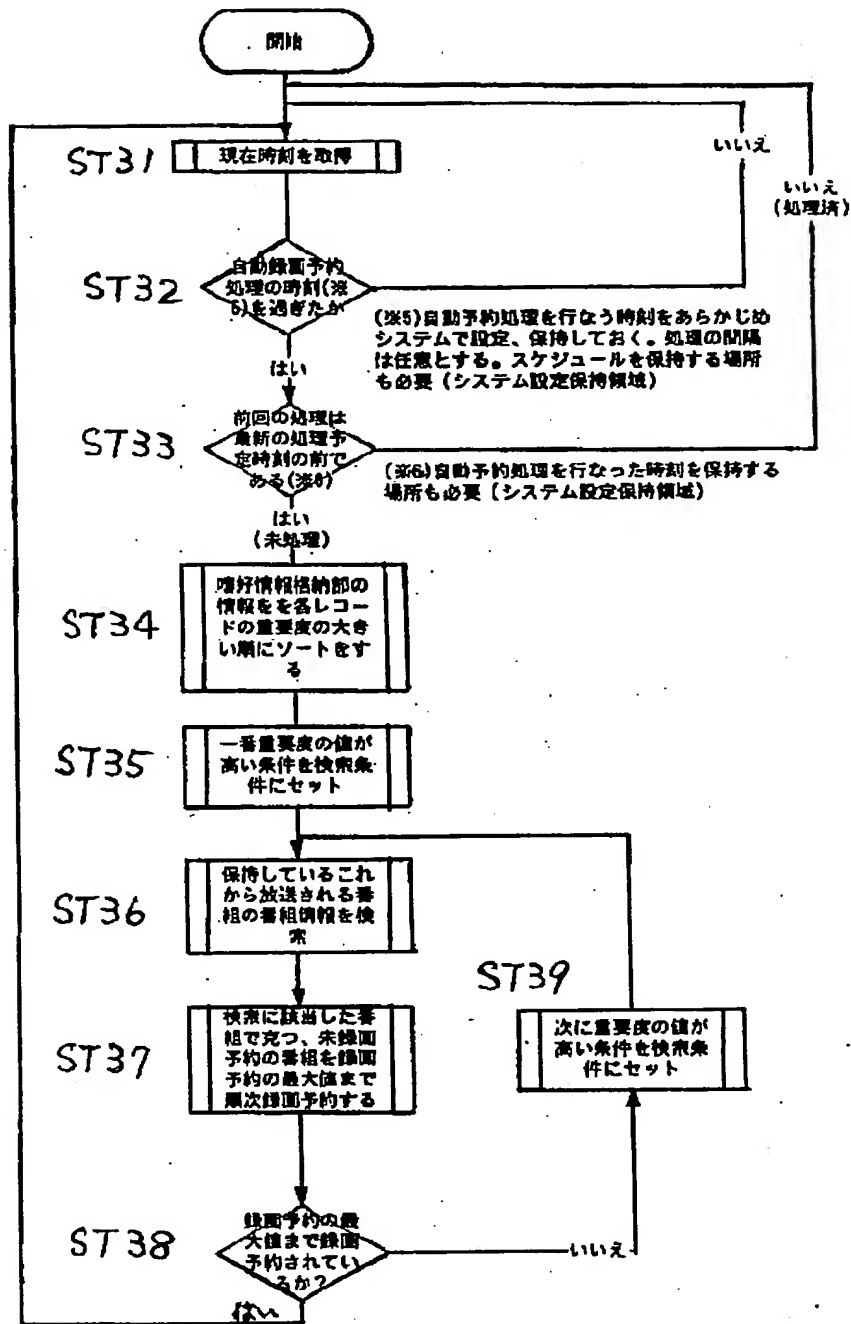 開始
ST31
現在時刻を取得
いいえ
いいえ
(処理済)
ST32
自動録画予約
処理の時刻(※
5)を過ぎたか
(※5)自動予約処理を行なう時刻をあらかじめ
システムで設定、保持しておく。処理の間隔
は任意とする。スケジュールを保持する場所
も必要(システム設定保持領域)
はい
ST33
前回の処理は
最新の処理予
定時刻の前で
ある(※6)
(※6)自動予約処理を行なった時刻を保持する
場所も必要(システム設定保持領域)
はい
(未処理)
ST34
嗜好情報格納部の
情報をを各レコー
ドの重要度の大き
い順にソートをす
る
ST35
一番重要度の値が
高い条件を検索条
件にセット
ST36
保持しているこれ
から放送される番
組の番組情報を検
索
ST39
次に重要度の値が
高い条件を検索条
件にセット
ST37
検索に該当した番
組で充つ、未録画
予約の番組を録画
予約の最大値まで
順次録画予約する
ST38
録画予約の最
大値まで録画
予約されてい
るか?
いいえ
はい